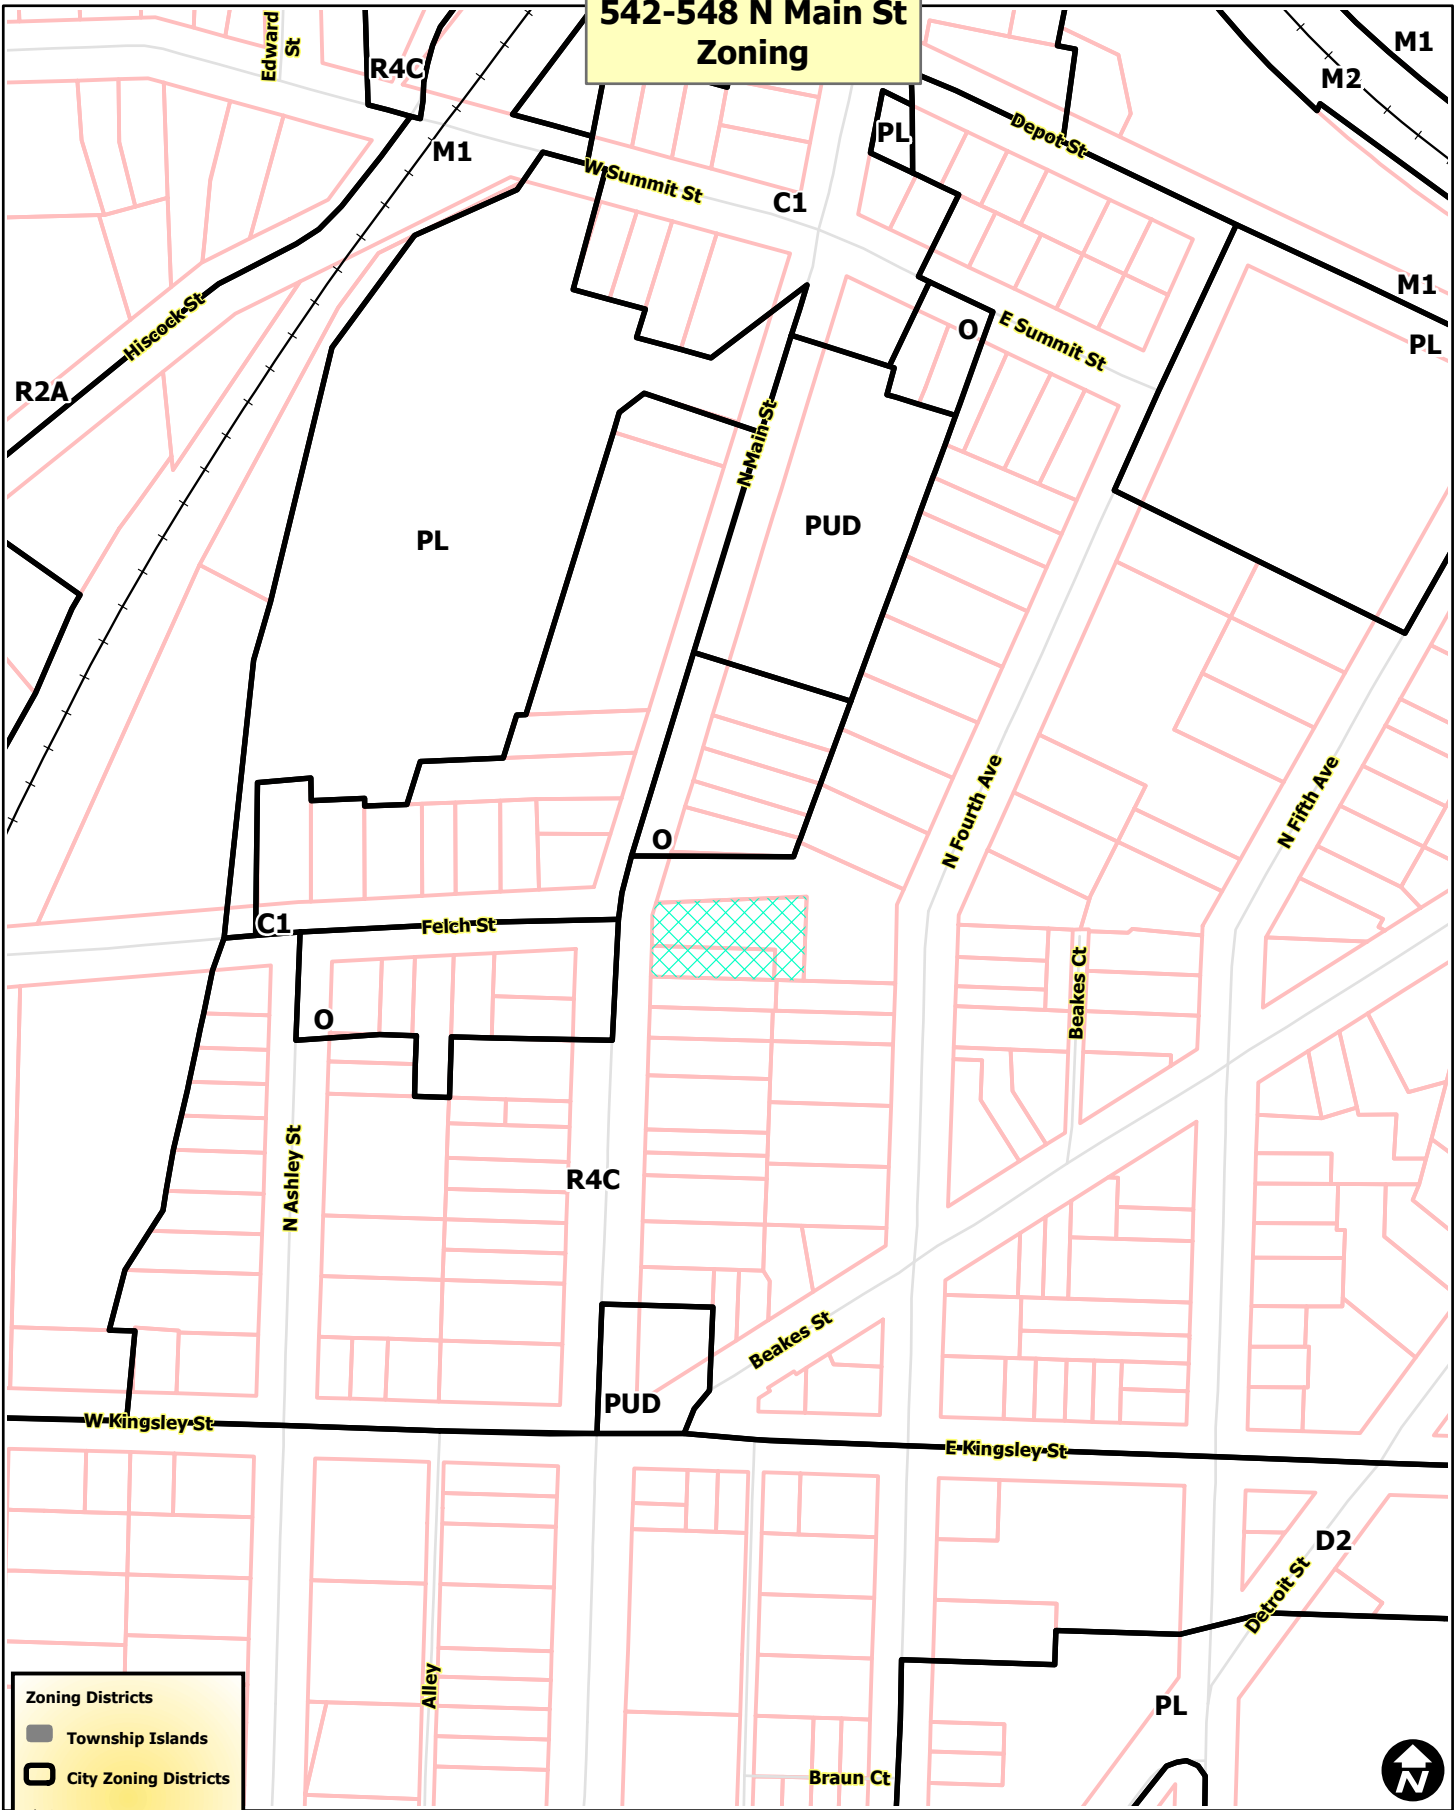 542-548 N Main St
Zoning
Edward
St
R4C
M1
M1
M2
PL
Depot St
W Summit St
C1
Hiscock St
R2A
O
E Summit St
M1
PL
N Main St
PL
PUD
N Fourth Ave
N Fifth Ave
O
C1
Felch St
O
Beakes Ct
N Ashley St
R4C
Beakes St
PUD
W Kingsley St
E Kingsley St
D2
Detroit St
Alley
PL
Braun Ct
Zoning Districts
Township Islands
City Zoning Districts
N